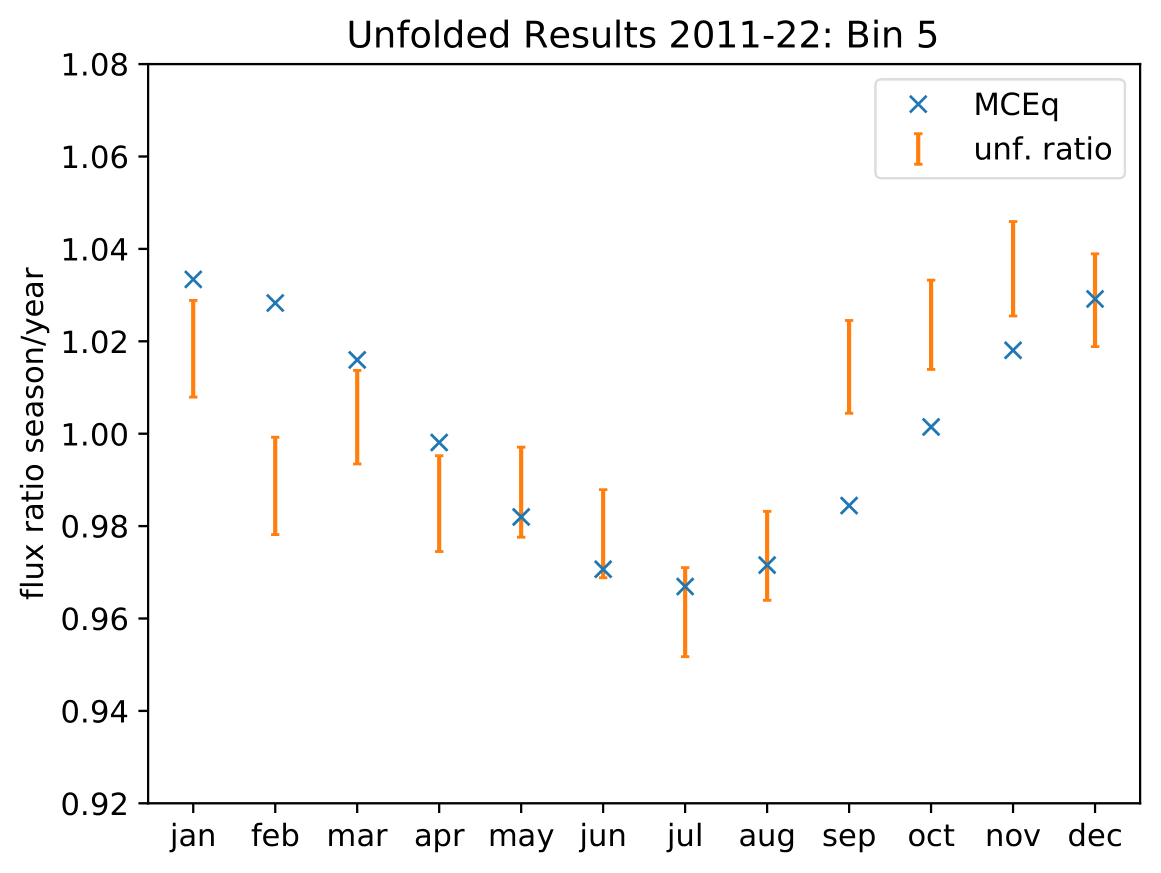 Unfolded Results 2011-22: Bin 5
MCEq
unf. ratio
flux ratio season/year
1.08
1.06
1.04
1.02
1.00
0.98
0.96
0.94
0.92
jan feb mar apr may jun jul aug sep oct nov dec